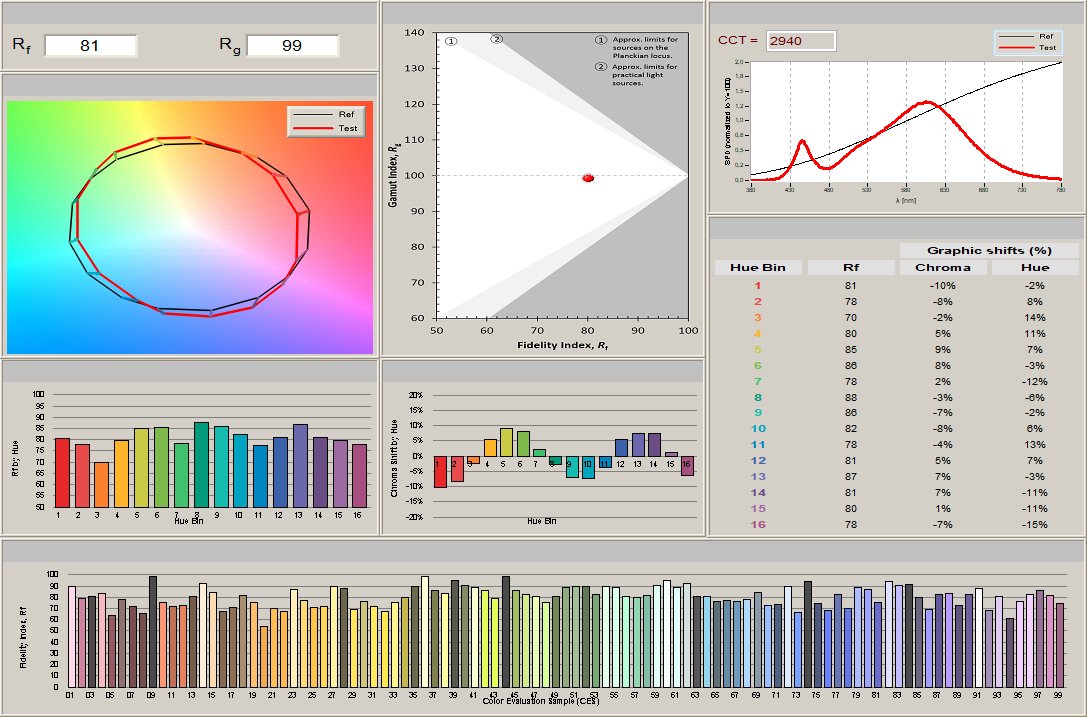 Rf 81
Rg 99
Ref
Test
Gamut Index, Rg
140
130
120
110
100
90
80
70
60
50 60 70 80 90 100
Fidelity Index, Rf
1 2
1 Approx. limits for
sources on the
Planckian locus.
2 Approx. limits for
practical light
sources.
CCT = 2940
Ref
Test
SPD (normalized to Y=100)
2,0
1,8
1,5
1,2
1,0
0,8
0,5
0,2
0,0
380 430 480 530 580 630 680 730 780
λ [nm]
Graphic shifts (%)
Hue Bin Rf Chroma Hue
1 81 -10% -2%
2 78 -8% 8%
3 70 -2% 14%
4 80 5% 11%
5 85 9% 7%
6 86 8% -3%
7 78 2% -12%
8 88 -3% -6%
9 86 -7% -2%
10 82 -8% 6%
11 78 -4% 13%
12 81 5% 7%
13 87 7% -3%
14 81 7% -11%
15 80 1% -11%
16 78 -7% -15%
Rf by Hue
100
95
90
85
80
75
70
65
60
55
50
1 2 3 4 5 6 7 8 9 10 11 12 13 14 15 16
Hue Bin
Chroma Shift by Hue
20%
15%
10%
5%
0%
-5%
-10%
-15%
-20%
1 2 3 4 5 6 7 8 9 10 11 12 13 14 15 16
Hue Bin
Fidelity Index, Rf
100
90
80
70
60
50
40
30
20
10
0
01 03 05 07 09 11 13 15 17 19 21 23 25 27 29 31 33 35 37 39 41 43 45 47 49 51 53 55 57 59 61 63 65 67 69 71 73 75 77 79 81 83 85 87 89 91 93 95 97 99
Color Evaluation Sample (CES)